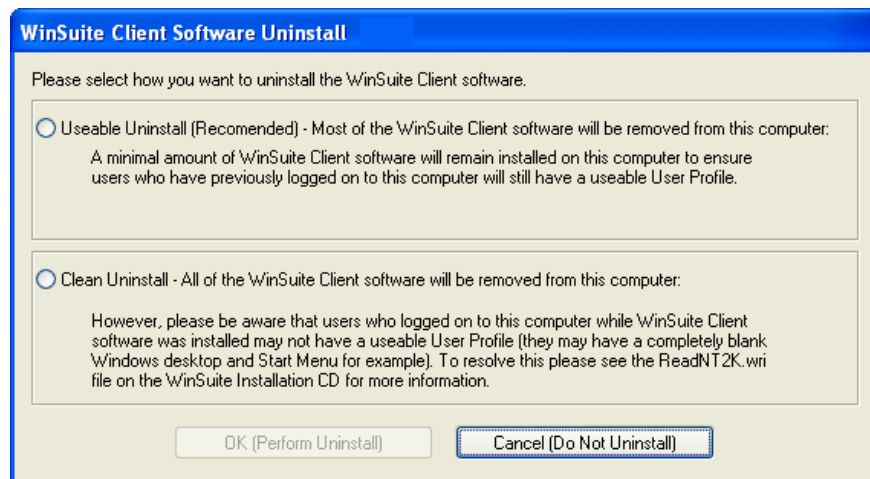 WinSuite Client Software Uninstall
Please select how you want to uninstall the WinSuite Client software.
Useable Uninstall (Recomended) - Most of the WinSuite Client software will be removed from this computer:
A minimal amount of WinSuite Client software will remain installed on this computer to ensure
users who have previously logged on to this computer will still have a useable User Profile.
Clean Uninstall - All of the WinSuite Client software will be removed from this computer:
However, please be aware that users who logged on to this computer while WinSuite Client
software was installed may not have a useable User Profile (they may have a completely blank
Windows desktop and Start Menu for example). To resolve this please see the ReadNT2K.wri
file on the WinSuite Installation CD for more information.
OK (Perform Uninstall)
Cancel (Do Not Uninstall)